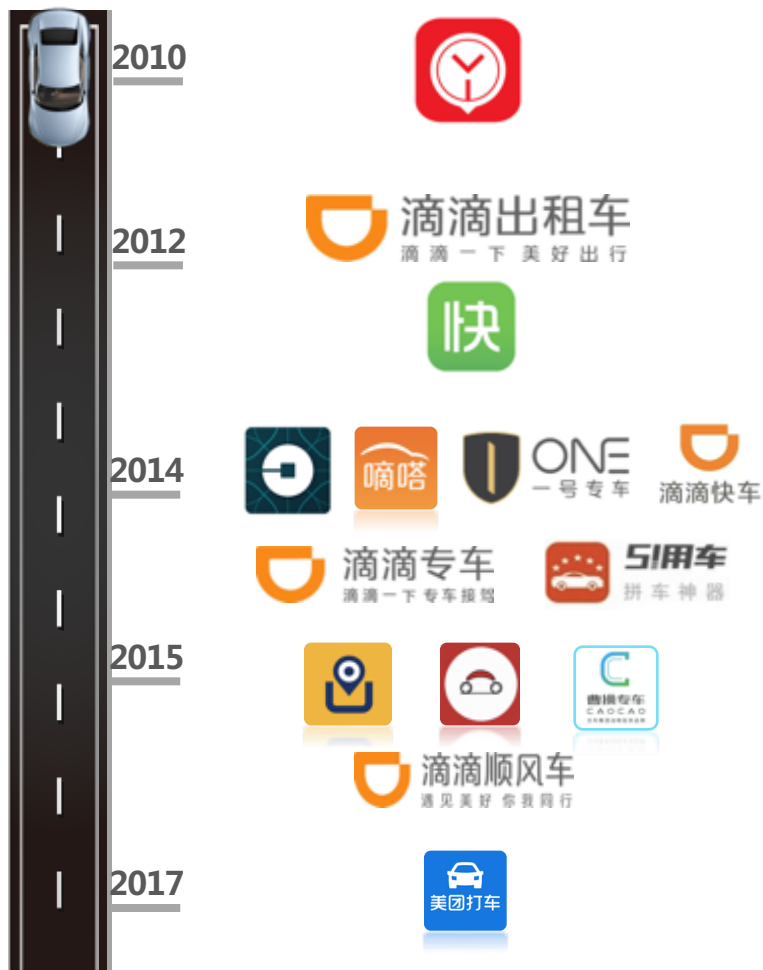 2010
2012
滴滴出租车
滴滴一下 美好出行
快
2014
嘀嗒
ONE
一号专车
滴滴快车
滴滴专车
滴滴一下 专车接驾
51用车
拼车神器
2015
曹操专车
CAOCAO
滴滴顺风车
遇见美好 你我同行
2017
美团打车